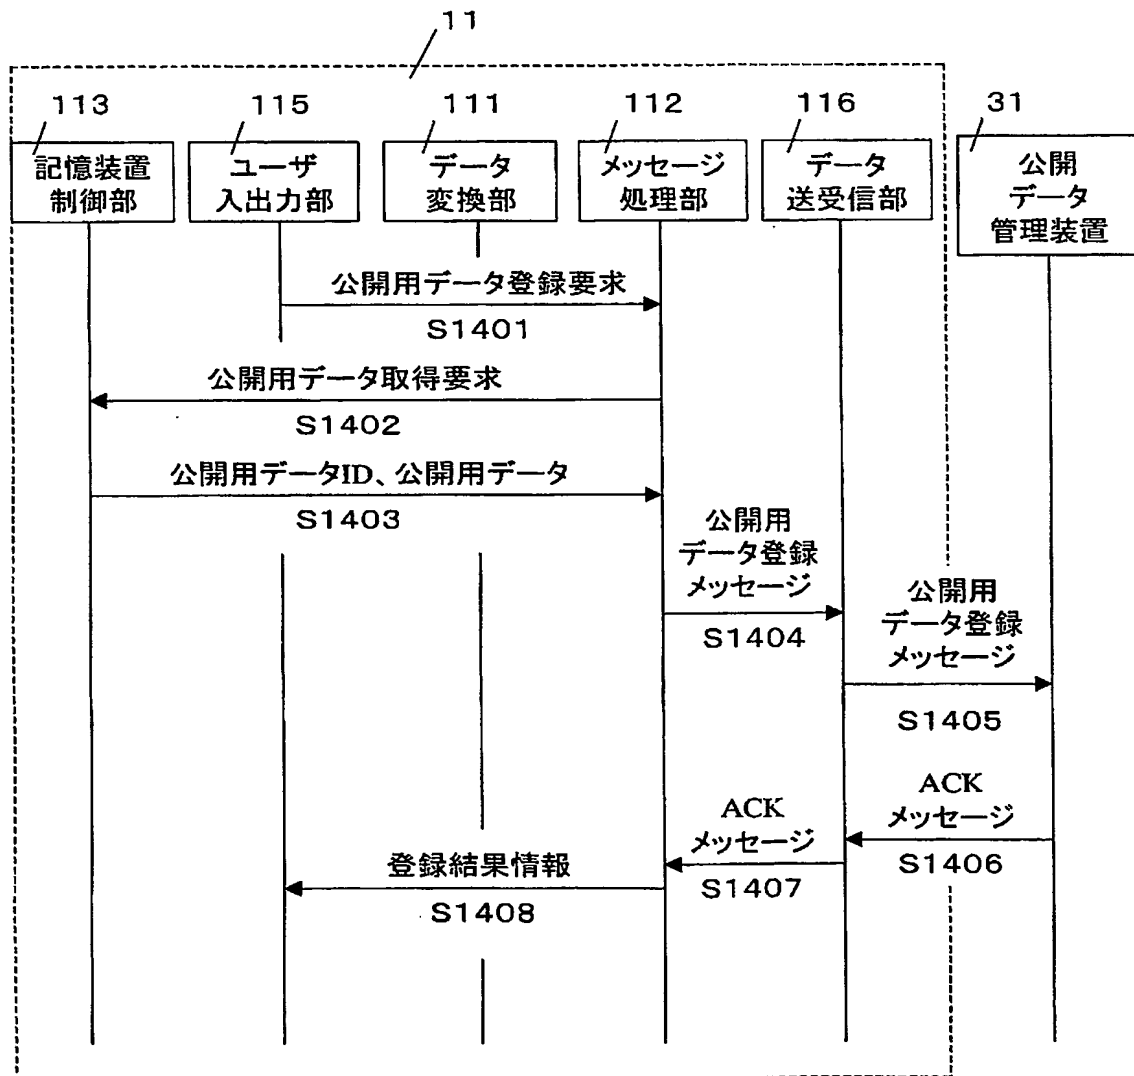 11
113
115
111
112
116
31
記憶装置
制御部
ユーザ
入出力部
データ
変換部
メッセージ
処理部
データ
送受信部
公開
データ
管理装置
公開用データ登録要求
S1401
公開用データ取得要求
S1402
公開用データID、公開用データ
S1403
公開用
データ登録
メッセージ
S1404
公開用
データ登録
メッセージ
S1405
ACK
メッセージ
S1406
ACK
メッセージ
S1407
登録結果情報
S1408